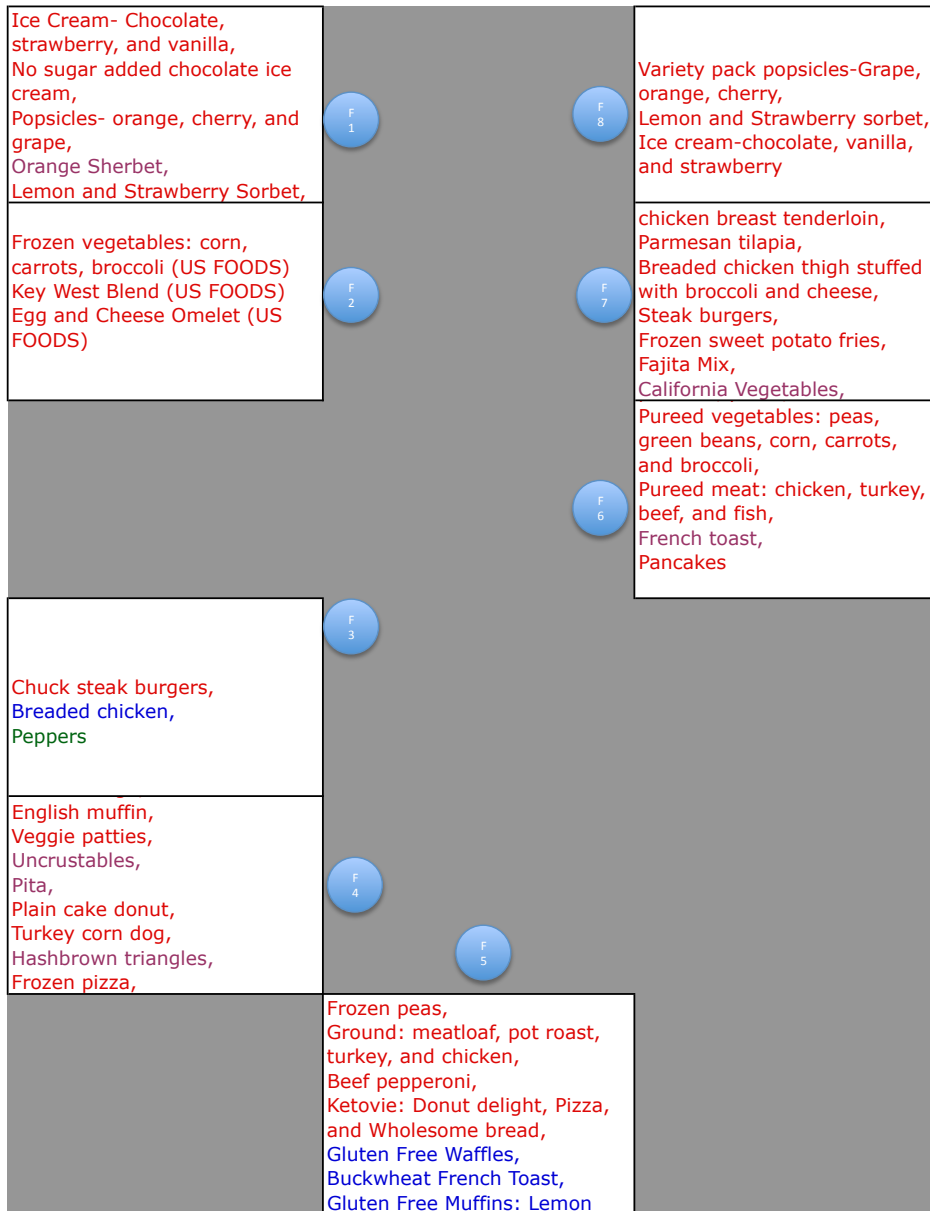 Ice Cream- Chocolate,
strawberry, and vanilla,
No sugar added chocolate ice
cream,
Popsicles- orange, cherry, and
grape,
Orange Sherbet,
Lemon and Strawberry Sorbet,
F
1
F
8
Variety pack popsicles-Grape,
orange, cherry,
Lemon and Strawberry sorbet,
Ice cream-chocolate, vanilla,
and strawberry
Frozen vegetables: corn,
carrots, broccoli (US FOODS)
Key West Blend (US FOODS)
Egg and Cheese Omelet (US
FOODS)
F
2
F
7
chicken breast tenderloin,
Parmesan tilapia,
Breaded chicken thigh stuffed
with broccoli and cheese,
Steak burgers,
Frozen sweet potato fries,
Fajita Mix,
California Vegetables,
F
6
Pureed vegetables: peas,
green beans, corn, carrots,
and broccoli,
Pureed meat: chicken, turkey,
beef, and fish,
French toast,
Pancakes
F
3
Chuck steak burgers,
Breaded chicken,
Peppers
English muffin,
Veggie patties,
Uncrustables,
Pita,
Plain cake donut,
Turkey corn dog,
Hashbrown triangles,
Frozen pizza,
F
4
F
5
Frozen peas,
Ground: meatloaf, pot roast,
turkey, and chicken,
Beef pepperoni,
Ketovie: Donut delight, Pizza,
and Wholesome bread,
Gluten Free Waffles,
Buckwheat French Toast,
Gluten Free Muffins: Lemon